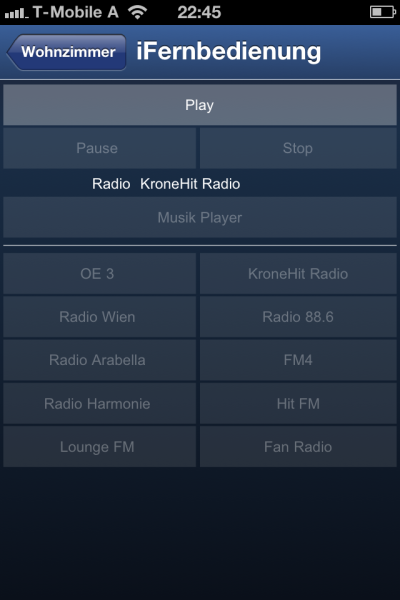 T-Mobile A 22:45
Wohnzimmer iFernbedienung
Play
Pause Stop
Radio KroneHit Radio
Musik Player
OE 3 KroneHit Radio
Radio Wien Radio 88.6
Radio Arabella FM4
Radio Harmonie Hit FM
Lounge FM Fan Radio